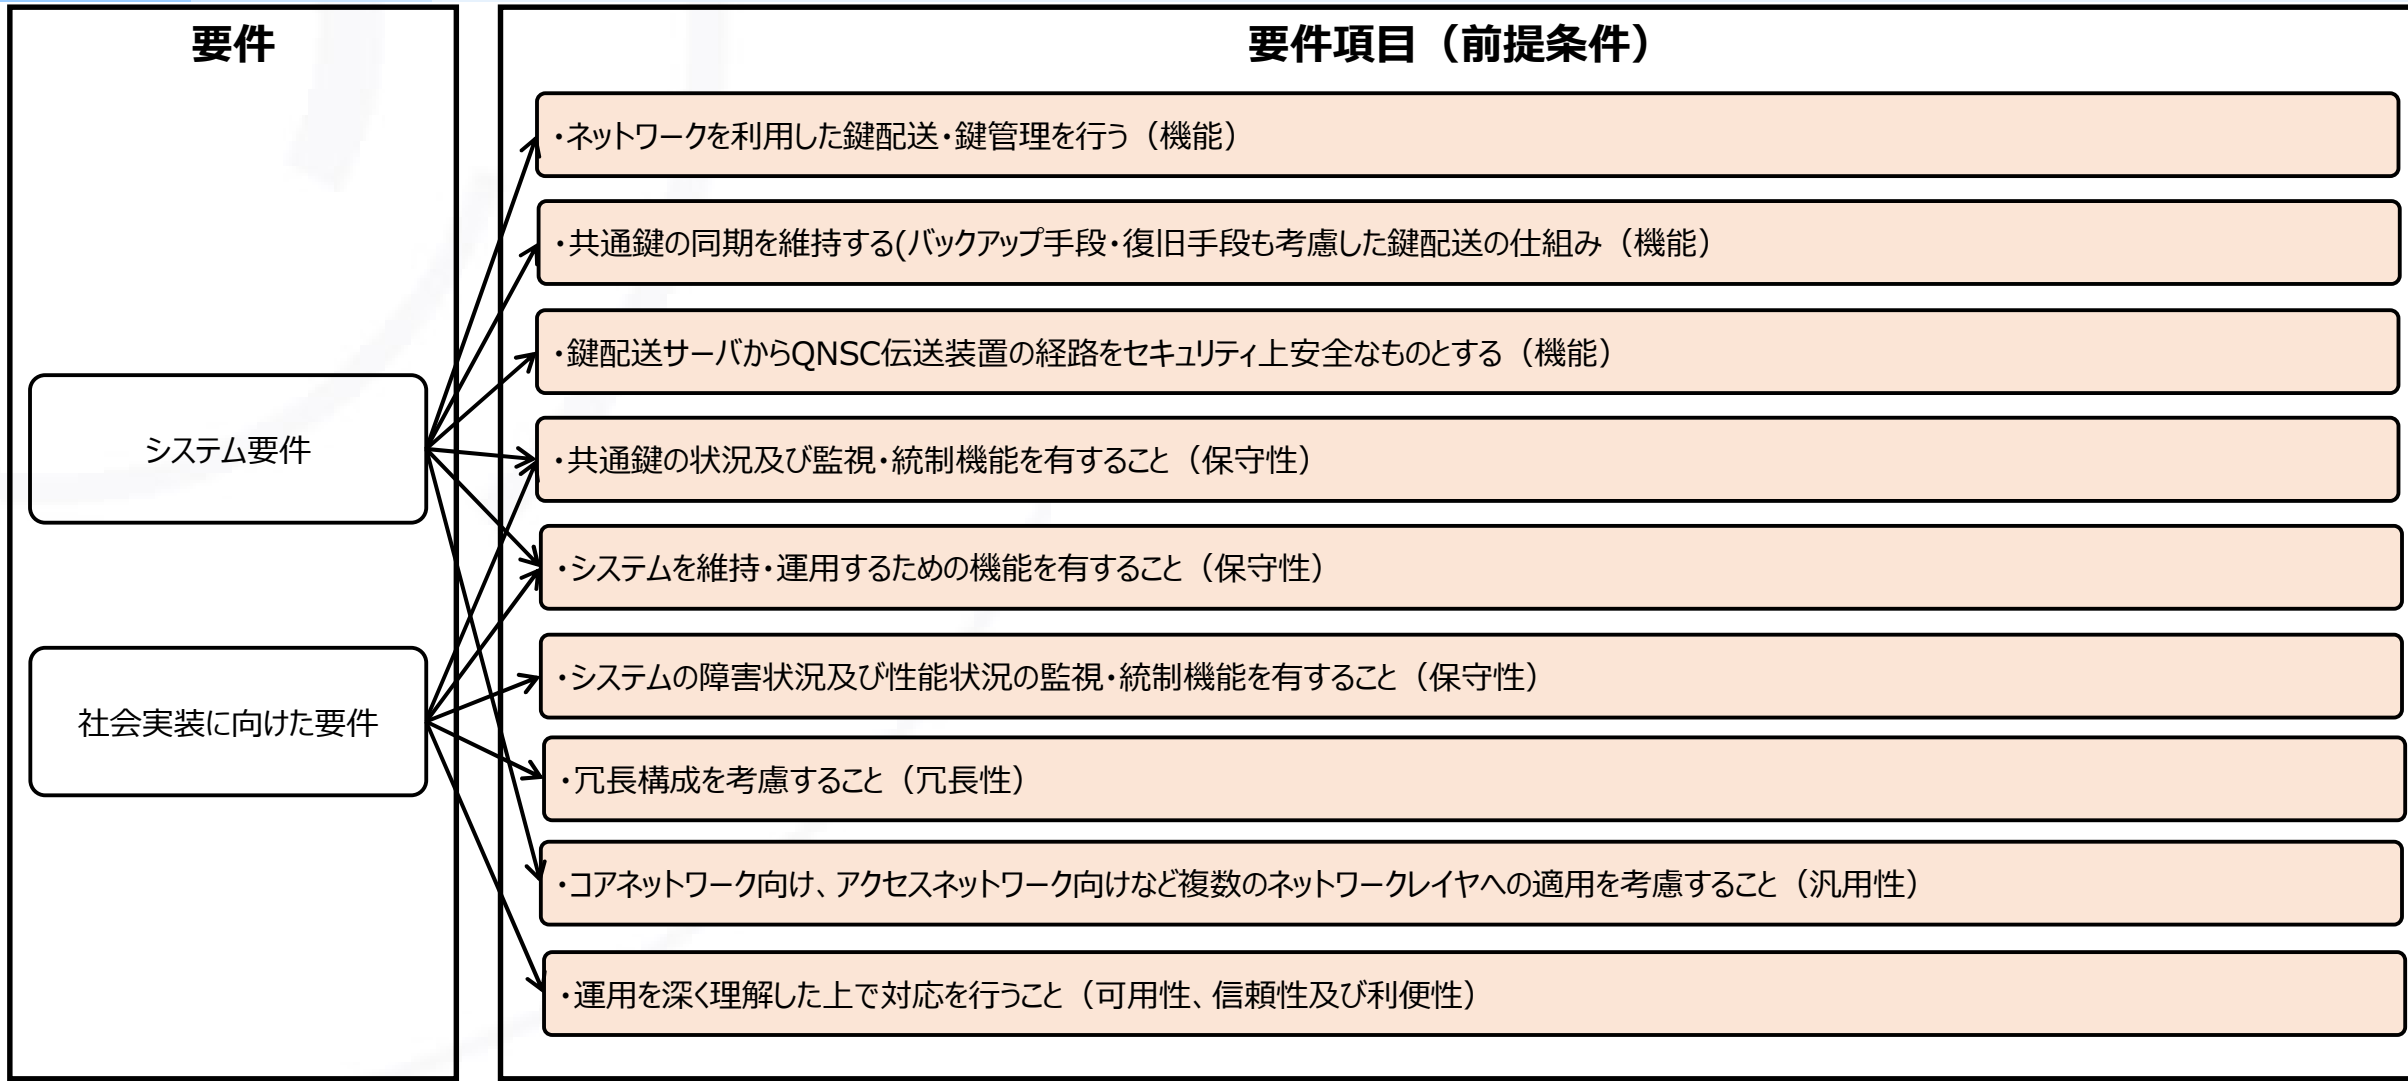 要件
要件項目（前提条件）
・ネットワークを利用した鍵配送・鍵管理を行う（機能）
・共通鍵の同期を維持する(バックアップ手段・復旧手段も考慮した鍵配送の仕組み（機能）
・鍵配送サーバからQNSC伝送装置の経路をセキュリティ上安全なものとする（機能）
システム要件
・共通鍵の状況及び監視・統制機能を有すること（保守性）
・システムを維持・運用するための機能を有すること（保守性）
・システムの障害状況及び性能状況の監視・統制機能を有すること（保守性）
社会実装に向けた要件
・冗長構成を考慮すること（冗長性）
・コアネットワーク向け、アクセスネットワーク向けなど複数のネットワークレイヤへの適用を考慮すること（汎用性）
・運用を深く理解した上で対応を行うこと（可用性、信頼性及び利便性）